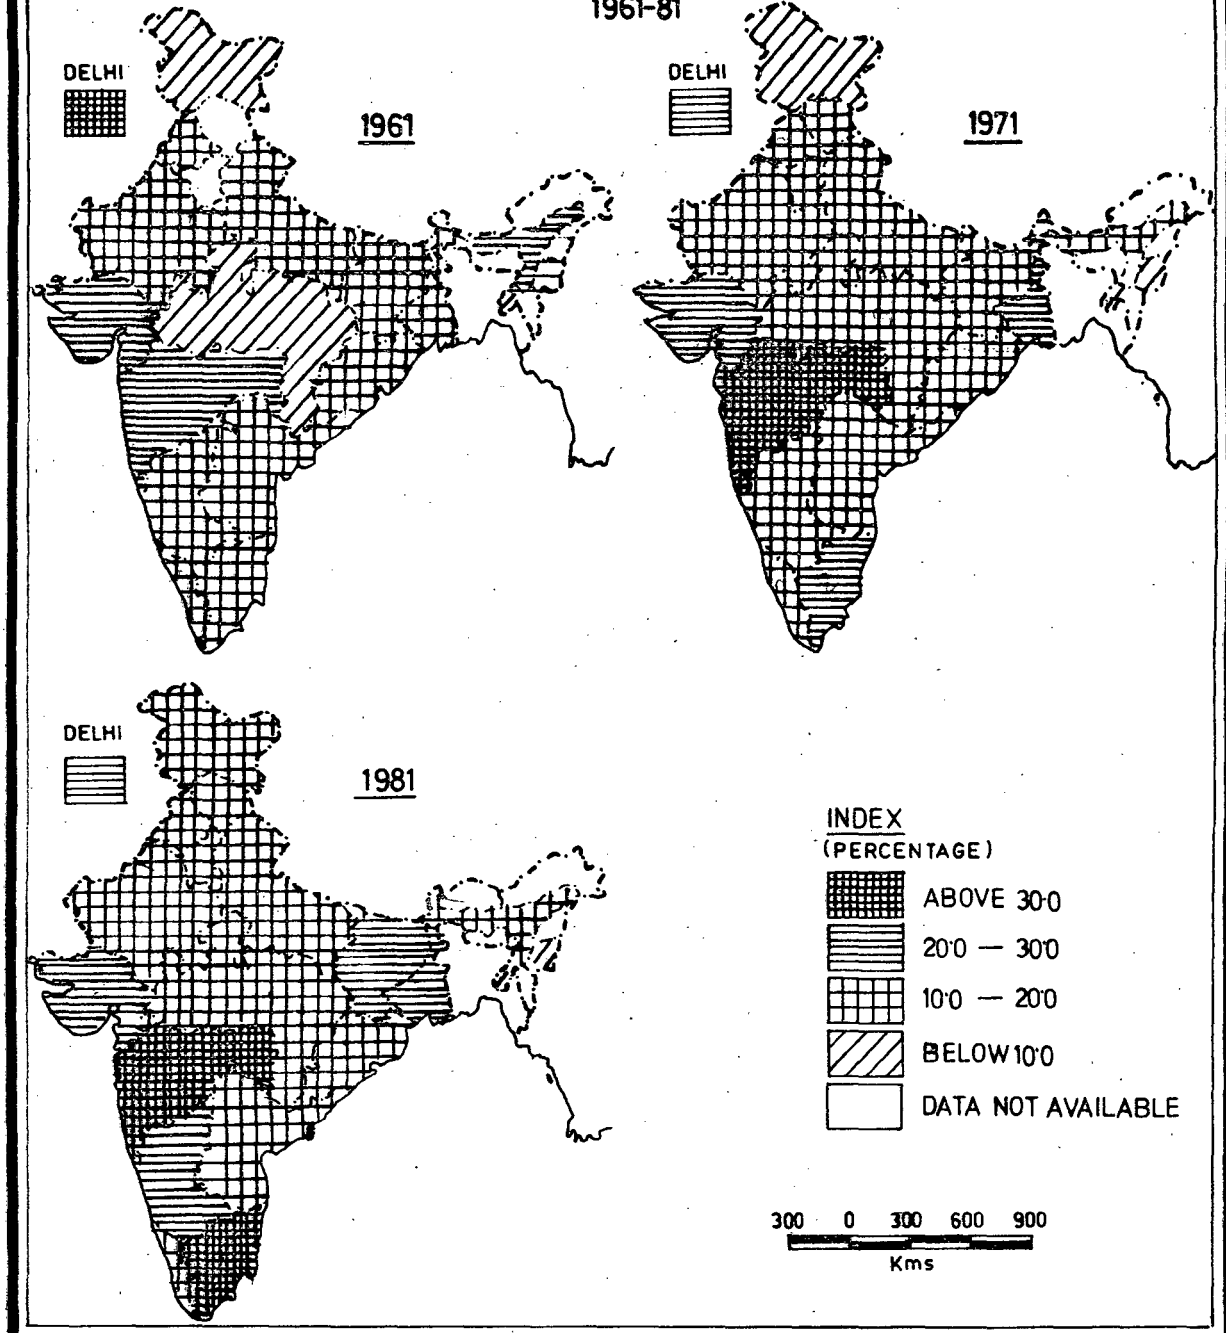 1961-81
DELHI
1961
DELHI
1971
DELHI
1981
INDEX
(PERCENTAGE)
ABOVE 30·0
20·0 — 30·0
10·0 — 20·0
BELOW 10·0
DATA NOT AVAILABLE
300 0 300 600 900
Kms